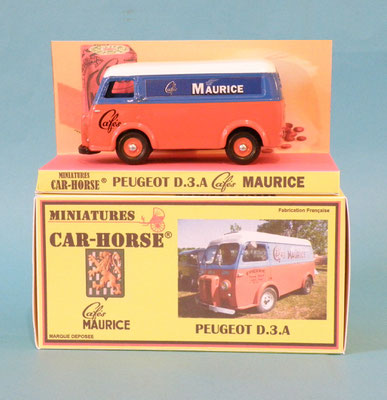 Cafés MAURICE
Cafés
MINIATURES
CAR-HORSE® PEUGEOT D.3.A Cafés MAURICE
MINIATURES
CAR-HORSE®
Cafés
MAURICE
MARQUE DEPOSEE
Fabrication Française
PEUGEOT D.3.A